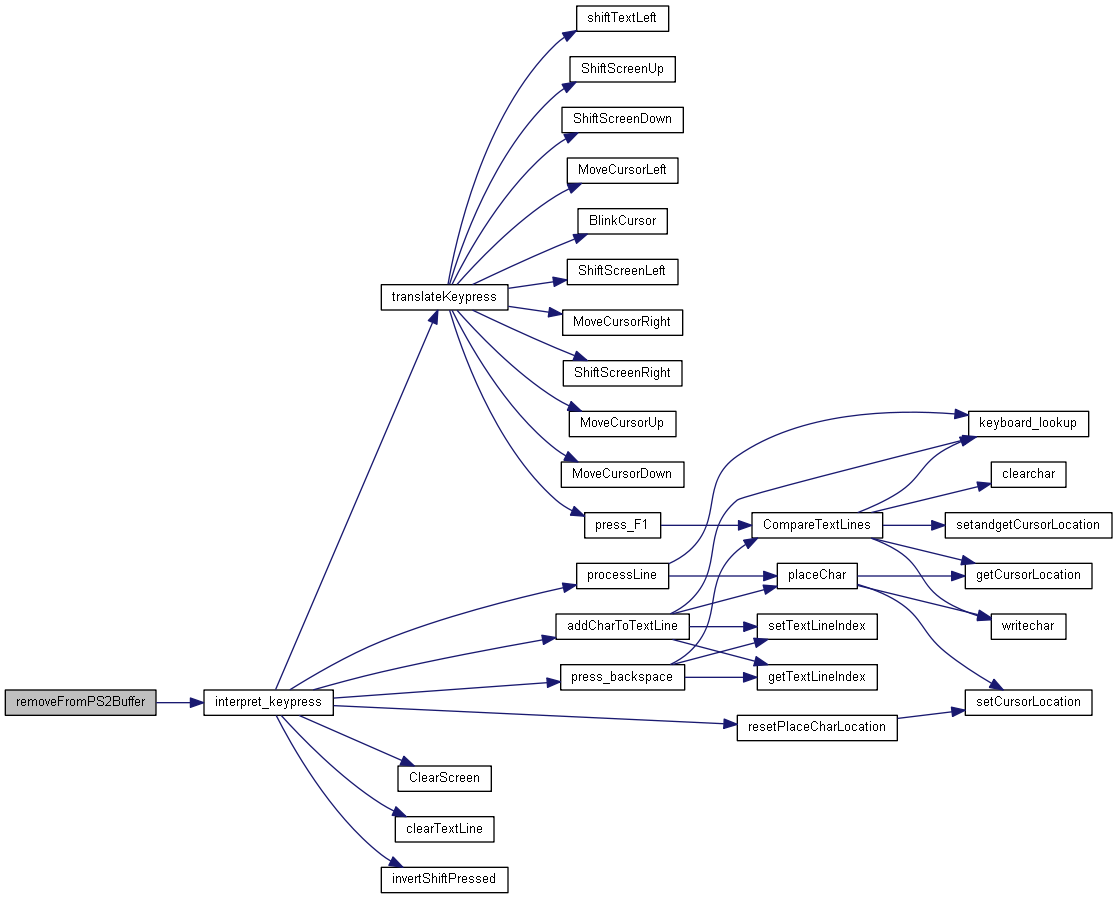 shiftTextLeft
ShiftScreenUp
ShiftScreenDown
MoveCursorLeft
BlinkCursor
ShiftScreenLeft
translateKeypress
MoveCursorRight
ShiftScreenRight
MoveCursorUp
keyboard_lookup
MoveCursorDown
clearchar
press_F1
CompareTextLines
setandgetCursorLocation
processLine
placeChar
getCursorLocation
addCharToTextLine
setTextLineIndex
writechar
press_backspace
getTextLineIndex
removeFromPS2Buffer
interpret_keypress
setCursorLocation
resetPlaceCharLocation
ClearScreen
clearTextLine
invertShiftPressed